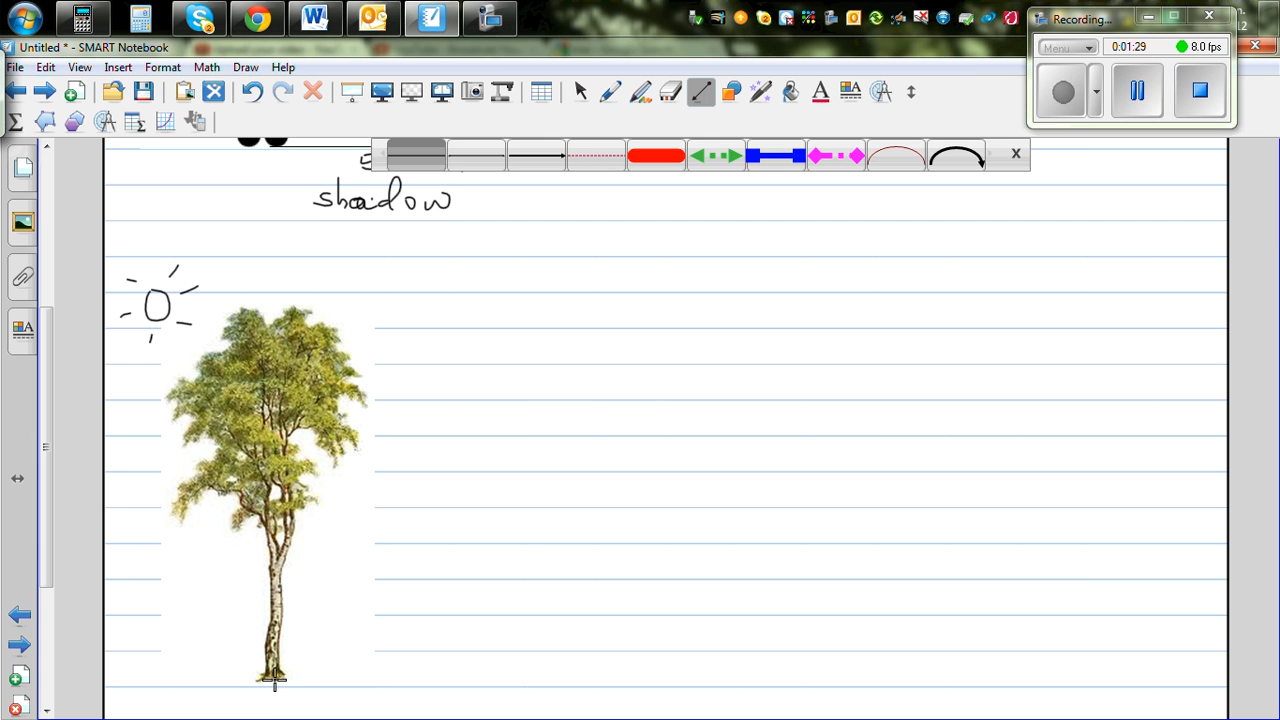 Untitled * - SMART Notebook
File Edit View Insert Format Math Draw Help
Recording...
Menu 0:01:29 8.0 fps
shadow